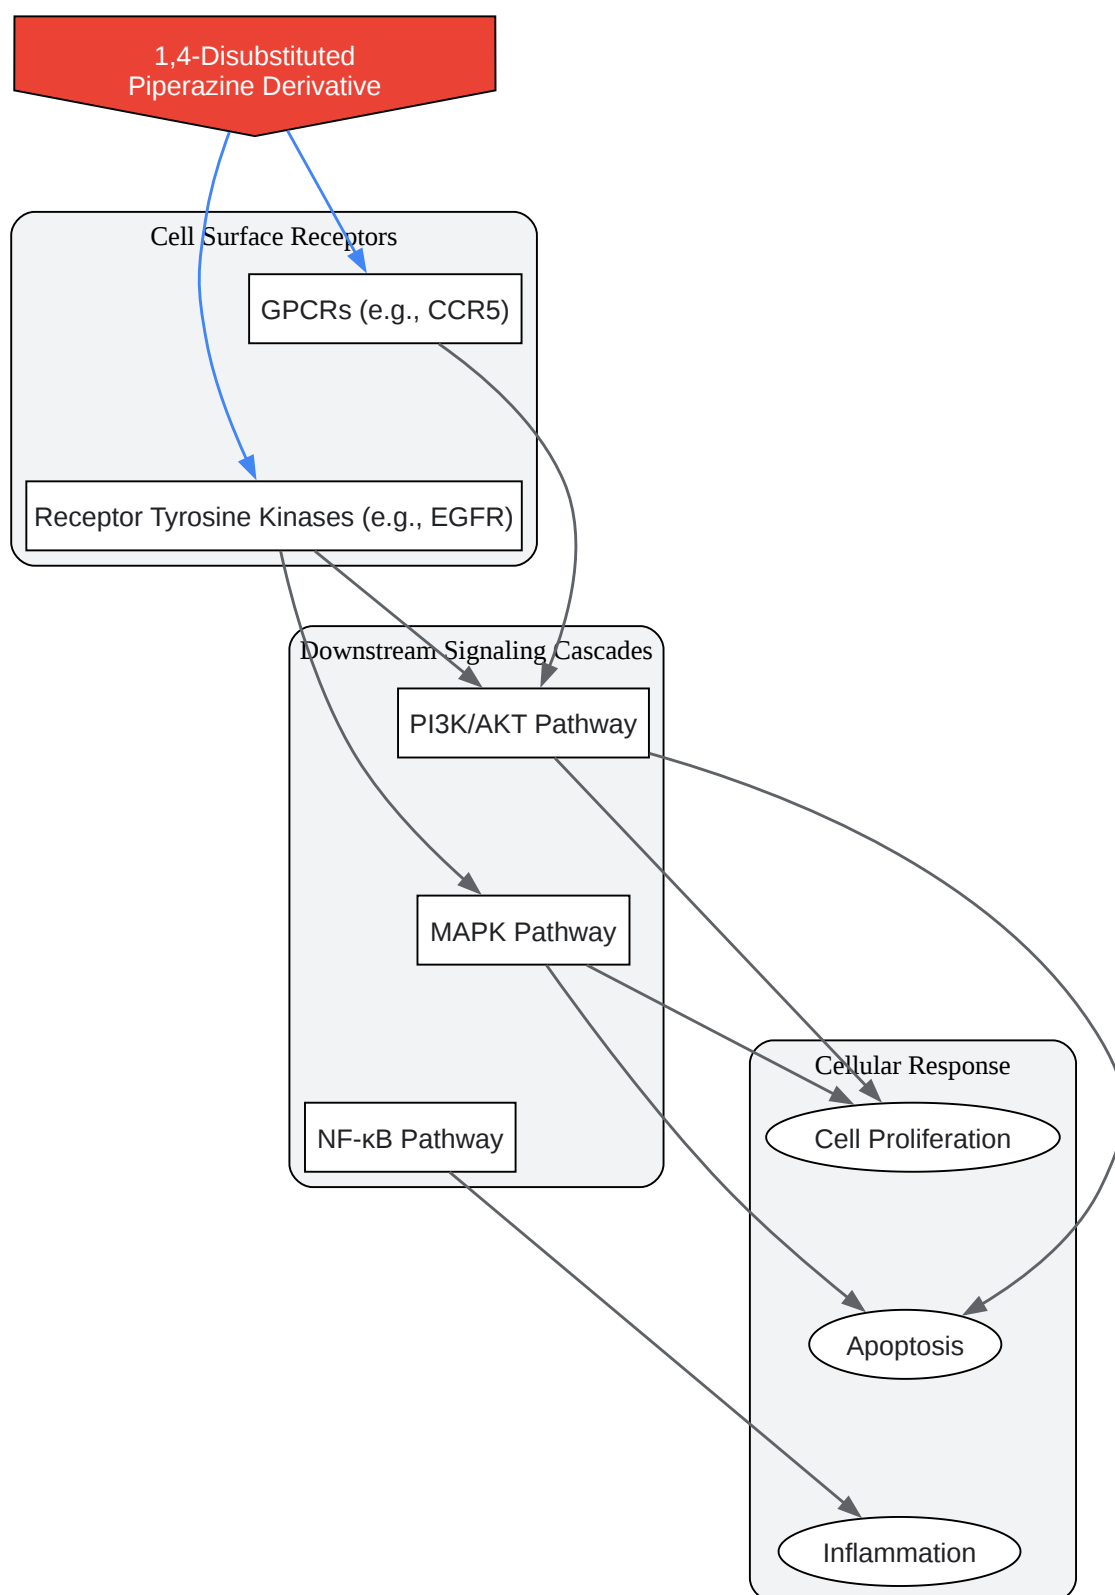 1,4-Disubstituted
Piperazine Derivative
Cell Surface Receptors
GPCRs (e.g., CCR5)
Receptor Tyrosine Kinases (e.g., EGFR)
Downstream Signaling Cascades
PI3K/AKT Pathway
MAPK Pathway
NF-κB Pathway
Cellular Response
Cell Proliferation
Apoptosis
Inflammation